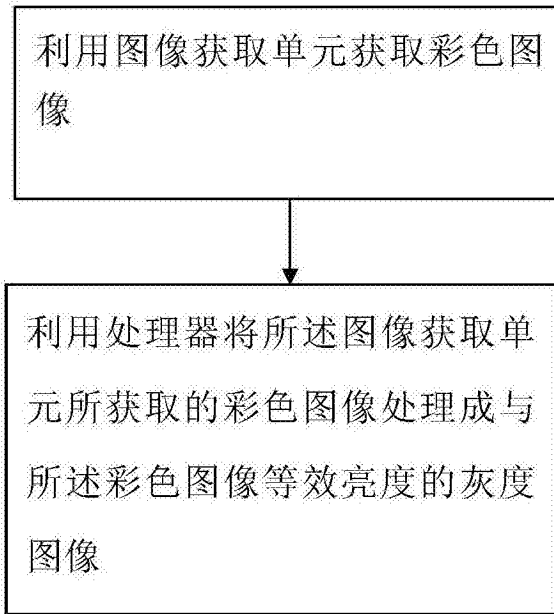 利用图像获取单元获取彩色图
像
利用处理器将所述图像获取单
元所获取的彩色图像处理成与
所述彩色图像等效亮度的灰度
图像